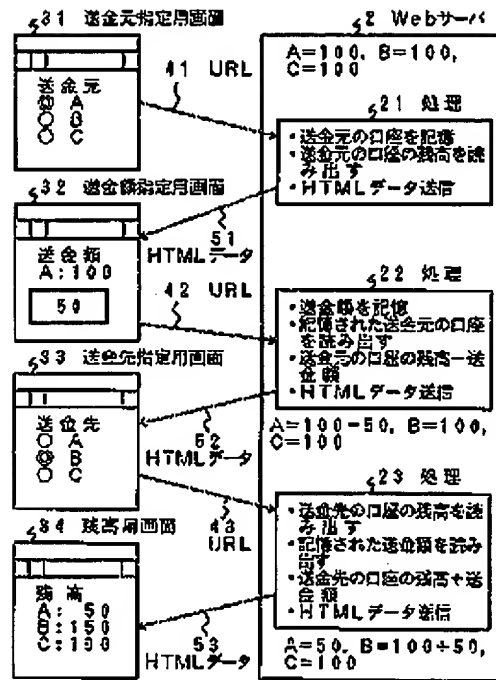 31 送金元指定用画面
送金元
A
B
C
41 URL
2 Webサーバ
A=100, B=100,
C=100
21 処理
・送金元の口座を記憶
・送金元の口座の残高を読
み出す
・HTMLデータ送信
32 送金額指定用画面
送金額
A:100
50
51
HTMLデータ
42 URL
22 処理
・送金額を記憶
・記憶された送金元の口座
を読み出す
・送金元の口座の残高-送
金額
・HTMLデータ送信
A=100-50, B=100,
C=100
33 送金先指定用画面
送金先
A
B
C
52
HTMLデータ
43
URL
23 処理
・送金先の口座の残高を読
み出す
・記憶された送金額を読み
出す
・送金先の口座の残高+送
金額
・HTMLデータ送信
A=50, B=100+50,
C=100
34 残高用画面
残高
A: 50
B:150
C:100
53
HTMLデータ